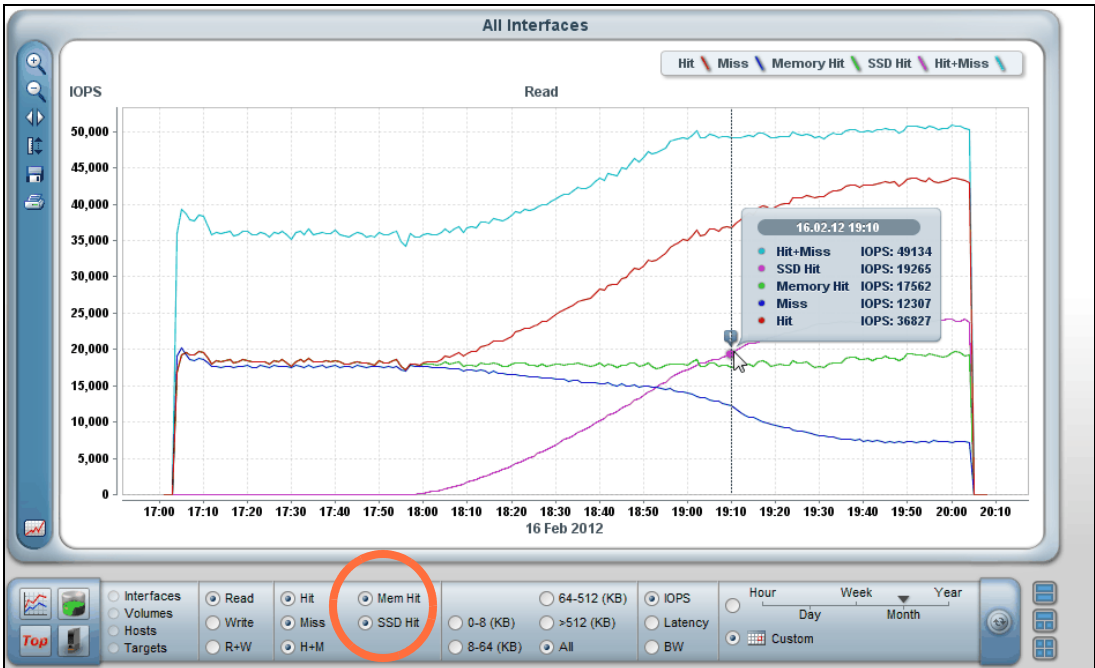 All Interfaces
Hit Miss Memory Hit SSD Hit Hit+Miss
IOPS
Read
50,000
45,000
40,000
35,000
30,000
25,000
20,000
15,000
10,000
5,000
0
16.02.12 19:10
Hit+Miss IOPS: 49134
SSD Hit IOPS: 19265
Memory Hit IOPS: 17562
Miss IOPS: 12307
Hit IOPS: 36827
17:00 17:10 17:20 17:30 17:40 17:50 18:00 18:10 18:20 18:30 18:40 18:50 19:00 19:10 19:20 19:30 19:40 19:50 20:00 20:10
16 Feb 2012
Interfaces
Volumes
Hosts
Targets
Read
Write
R+W
Hit
Miss
H+M
Mem Hit
SSD Hit
0-8 (KB)
8-64 (KB)
64-512 (KB)
>512 (KB)
All
IOPS
Latency
BW
Hour Week Year
Day Month
Custom
Top